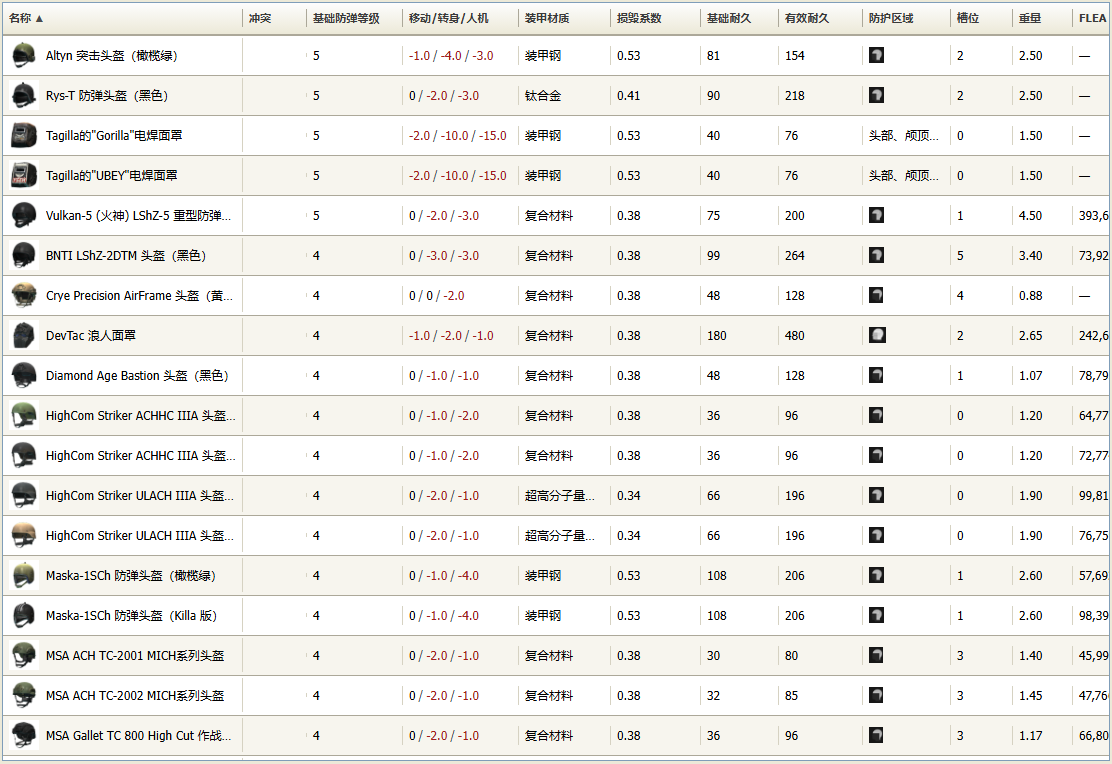 名称 ▲ 冲突 基础防弹等级 移动/转身/人机 装甲材质 损毁系数 基础耐久 有效耐久 防护区域 槽位 重量 FLEA
Altyn 突击头盔（橄榄绿） 5 -1.0 / -4.0 / -3.0 装甲钢 0.53 81 154 2 2.50 —
Rys-T 防弹头盔（黑色） 5 0 / -2.0 / -3.0 钛合金 0.41 90 218 2 2.50 —
Tagilla的"Gorilla"电焊面罩 5 -2.0 / -10.0 / -15.0 装甲钢 0.53 40 76 头部、颅顶... 0 1.50 —
Tagilla的"UBEY"电焊面罩 5 -2.0 / -10.0 / -15.0 装甲钢 0.53 40 76 头部、颅顶... 0 1.50 —
Vulkan-5 (火神) LShZ-5 重型防弹... 5 0 / -2.0 / -3.0 复合材料 0.38 75 200 1 4.50 393,6
BNTI LShZ-2DTM 头盔（黑色） 4 0 / -3.0 / -3.0 复合材料 0.38 99 264 5 3.40 73,92
Crye Precision AirFrame 头盔（黄... 4 0 / 0 / -2.0 复合材料 0.38 48 128 4 0.88 —
DevTac 浪人面罩 4 -1.0 / -2.0 / -1.0 复合材料 0.38 180 480 2 2.65 242,6
Diamond Age Bastion 头盔（黑色） 4 0 / -1.0 / -1.0 复合材料 0.38 48 128 1 1.07 78,79
HighCom Striker ACHHC IIIA 头盔... 4 0 / -1.0 / -2.0 复合材料 0.38 36 96 0 1.20 64,77
HighCom Striker ACHHC IIIA 头盔... 4 0 / -1.0 / -2.0 复合材料 0.38 36 96 0 1.20 72,77
HighCom Striker ULACH IIIA 头盔... 4 0 / -2.0 / -1.0 超高分子量... 0.34 66 196 0 1.90 99,81
HighCom Striker ULACH IIIA 头盔... 4 0 / -2.0 / -1.0 超高分子量... 0.34 66 196 0 1.90 76,75
Maska-1SCh 防弹头盔（橄榄绿） 4 0 / -1.0 / -4.0 装甲钢 0.53 108 206 1 2.60 57,69
Maska-1SCh 防弹头盔（Killa 版） 4 0 / -1.0 / -4.0 装甲钢 0.53 108 206 1 2.60 98,39
MSA ACH TC-2001 MICH系列头盔 4 0 / -2.0 / -1.0 复合材料 0.38 30 80 3 1.40 45,99
MSA ACH TC-2002 MICH系列头盔 4 0 / -2.0 / -1.0 复合材料 0.38 32 85 3 1.45 47,76
MSA Gallet TC 800 High Cut 作战... 4 0 / -2.0 / -1.0 复合材料 0.38 36 96 3 1.17 66,80